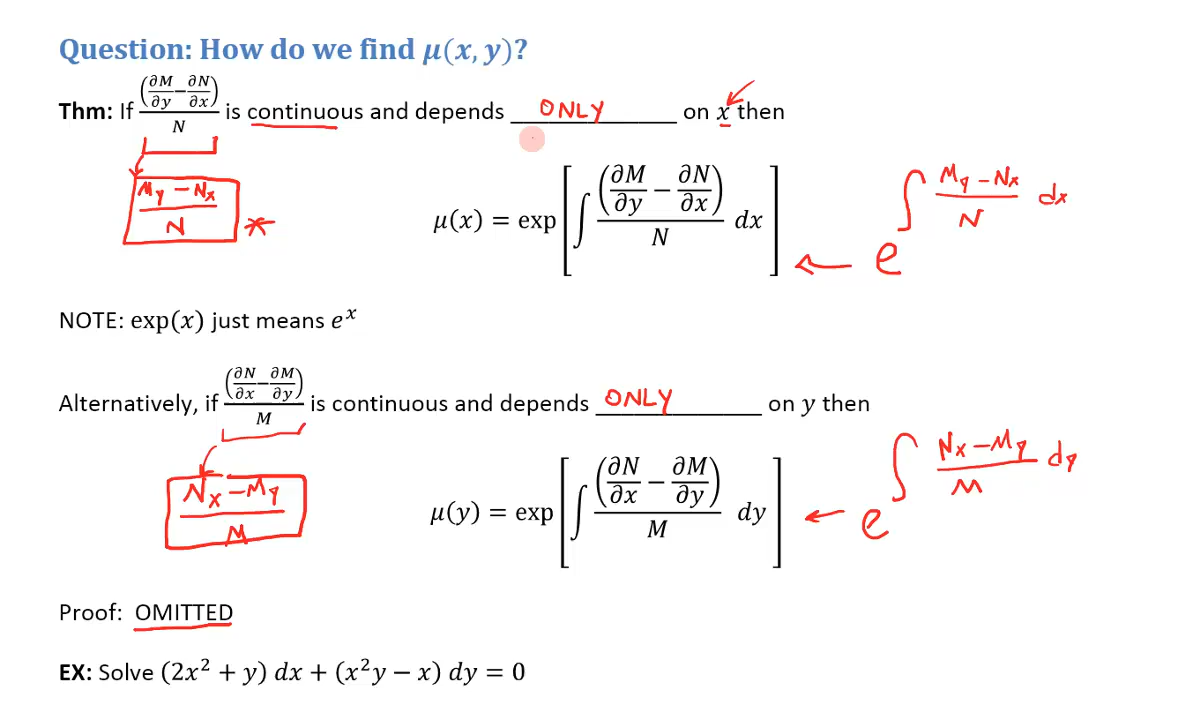 Question: How do we find μ(x, y)?
Thm: If (∂M/∂y − ∂N/∂x)/N is continuous and depends ONLY on x then
(My − Nx)/N *
μ(x) = exp[∫ (∂M/∂y − ∂N/∂x)/N dx] ← e^∫ (My − Nx)/N dx
NOTE: exp(x) just means e^x
Alternatively, if (∂N/∂x − ∂M/∂y)/M is continuous and depends ONLY on y then
(Nx − My)/M
μ(y) = exp[∫ (∂N/∂x − ∂M/∂y)/M dy] ← e^∫ (Nx − My)/M dy
Proof: OMITTED
EX: Solve (2x² + y) dx + (x²y − x) dy = 0